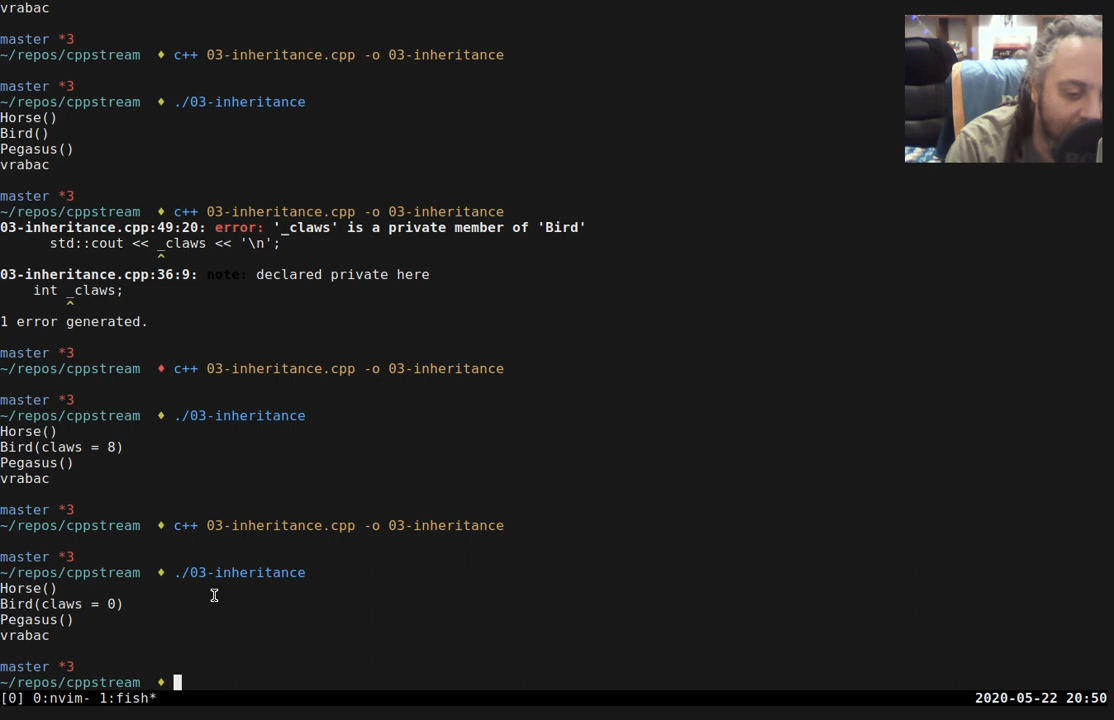 vrabac
master *3
~/repos/cppstream ♦ c++ 03-inheritance.cpp -o 03-inheritance
master *3
~/repos/cppstream ♦ ./03-inheritance
Horse()
Bird()
Pegasus()
vrabac
master *3
~/repos/cppstream ♦ c++ 03-inheritance.cpp -o 03-inheritance
03-inheritance.cpp:49:20: error: '_claws' is a private member of 'Bird'
std::cout << _claws << '\n';
^
03-inheritance.cpp:36:9: note: declared private here
int _claws;
^
1 error generated.
master *3
~/repos/cppstream ♦ c++ 03-inheritance.cpp -o 03-inheritance
master *3
~/repos/cppstream ♦ ./03-inheritance
Horse()
Bird(claws = 8)
Pegasus()
vrabac
master *3
~/repos/cppstream ♦ c++ 03-inheritance.cpp -o 03-inheritance
master *3
~/repos/cppstream ♦ ./03-inheritance
Horse()
Bird(claws = 0)
Pegasus()
vrabac
master *3
~/repos/cppstream ♦
[0] 0:nvim- 1:fish* 2020-05-22 20:50